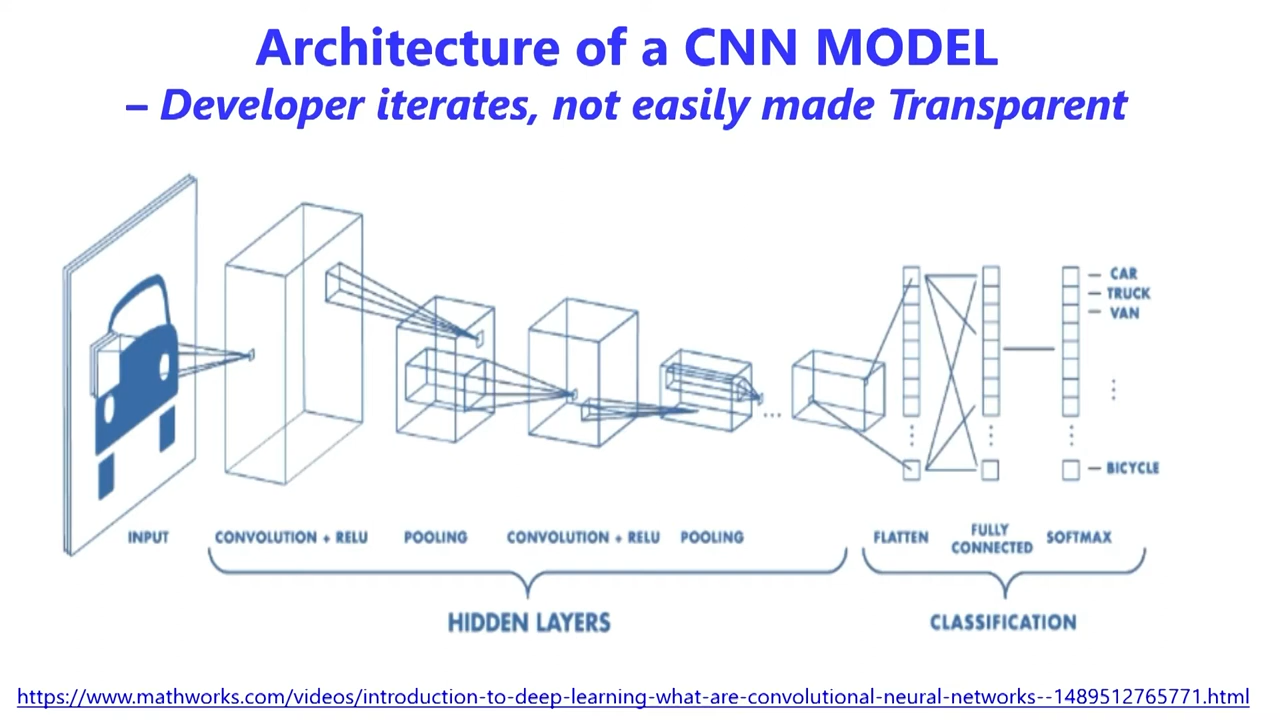 Architecture of a CNN MODEL
– Developer iterates, not easily made Transparent
CAR
TRUCK
VAN
BICYCLE
INPUT
CONVOLUTION + RELU
POOLING
CONVOLUTION + RELU
POOLING
FLATTEN
FULLY
CONNECTED
SOFTMAX
HIDDEN LAYERS
CLASSIFICATION
https://www.mathworks.com/videos/introduction-to-deep-learning-what-are-convolutional-neural-networks--1489512765771.html